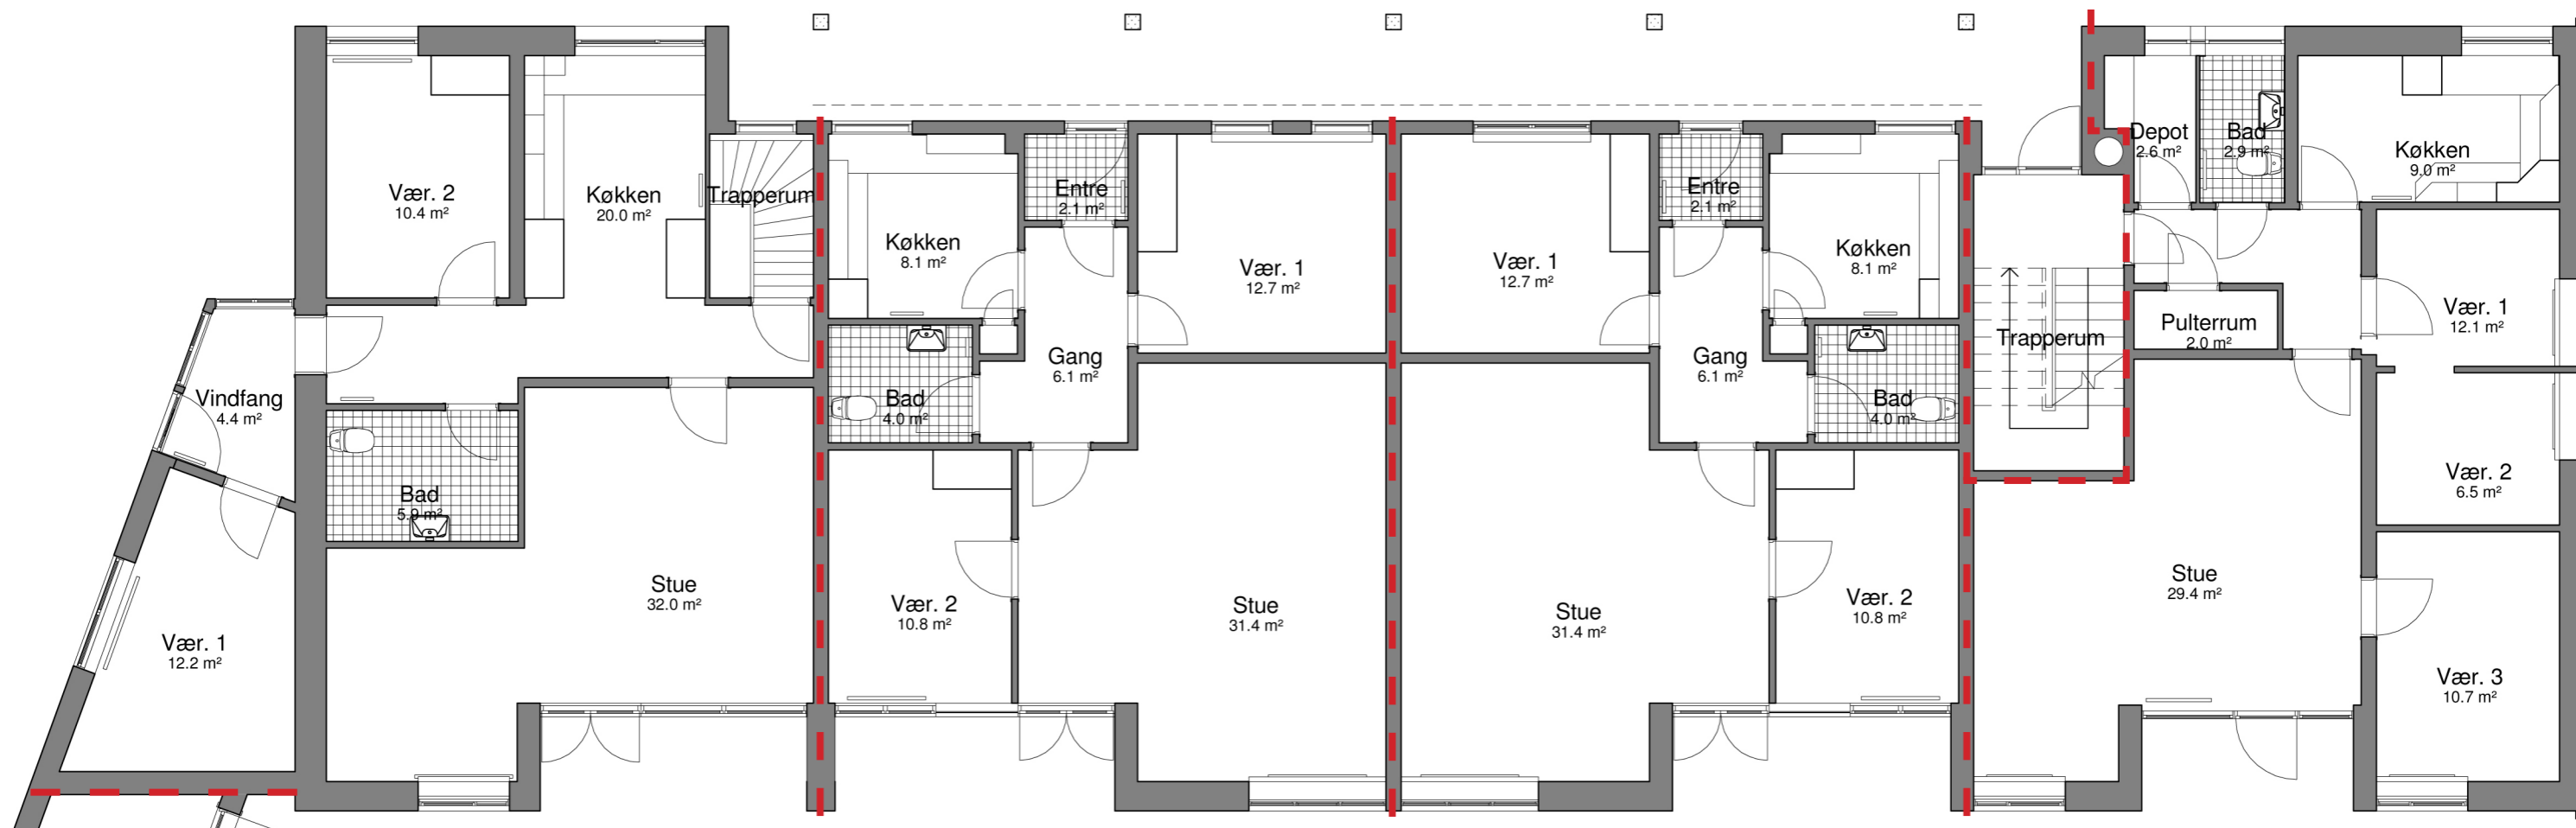 Vær. 2
10.4 m²
Køkken
20.0 m²
Trapperum
Vindfang
4.4 m²
Bad
5.9 m²
Vær. 1
12.2 m²
Stue
32.0 m²
Køkken
8.1 m²
Entre
2.1 m²
Vær. 1
12.7 m²
Gang
6.1 m²
Bad
4.0 m²
Vær. 2
10.8 m²
Stue
31.4 m²
Vær. 1
12.7 m²
Entre
2.1 m²
Køkken
8.1 m²
Gang
6.1 m²
Bad
4.0 m²
Stue
31.4 m²
Vær. 2
10.8 m²
Trapperum
Depot
2.6 m²
Bad
2.9 m²
Køkken
9.0 m²
Pulterrum
2.0 m²
Vær. 1
12.1 m²
Vær. 2
6.5 m²
Stue
29.4 m²
Vær. 3
10.7 m²